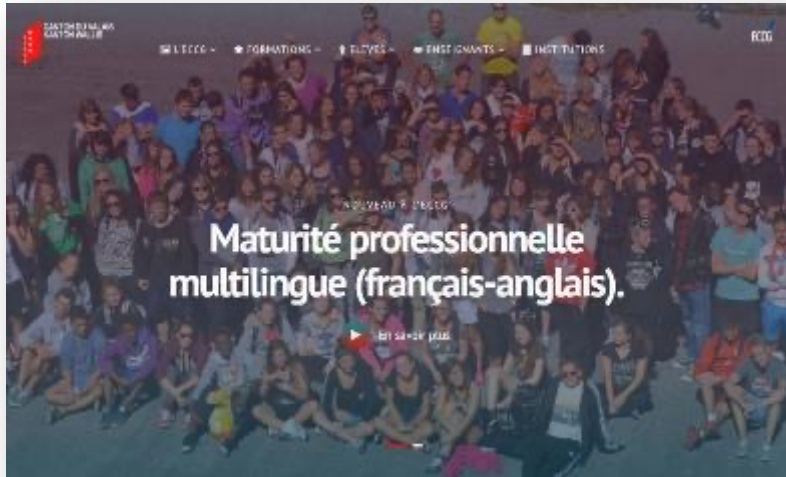 CANTON DU VALAIS
KANTON WALLIS
L'ECCG
FORMATIONS
ELEVES
ENSEIGNANTS
INSTITUTIONS
ECCG
NOUVEAU À L'ECCG
Maturité professionnelle
multilingue (français-anglais).
En savoir plus